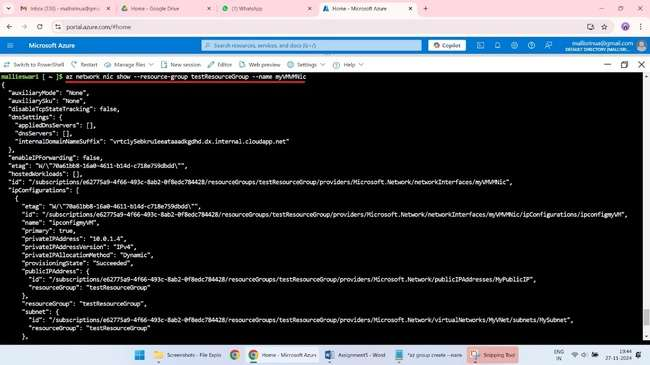 Inbox (130) - mallisrinua@gm
Home - Google Drive
(1) WhatsApp
Home - Microsoft Azure
portal.azure.com/#home
Microsoft Azure
Search resources, services, and docs (G+/)
Copilot
mallisrinua@gmail.com
DEFAULT DIRECTORY (MALLISRI...
Switch to PowerShell
Restart
Manage files
New session
Editor
Web preview
Settings
Help
mallieswari [ ~ ]$ az network nic show --resource-group testResourceGroup --name myVMVMNic
{
"auxiliaryMode": "None",
"auxiliarySku": "None",
"disableTcpStateTracking": false,
"dnsSettings": {
"appliedDnsServers": [],
"dnsServers": [],
"internalDomainNameSuffix": "vrtciy5ebkru1eeataaadkgdhd.dx.internal.cloudapp.net"
},
"enableIPForwarding": false,
"etag": "W/\"70a61bb8-16a0-4611-b14d-c718e759dbdd\"",
"hostedWorkloads": [],
"id": "/subscriptions/e62775a9-4f66-493c-8ab2-0f8edc784428/resourceGroups/testResourceGroup/providers/Microsoft.Network/networkInterfaces/myVMVMNic",
"ipConfigurations": [
{
"etag": "W/\"70a61bb8-16a0-4611-b14d-c718e759dbdd\"",
"id": "/subscriptions/e62775a9-4f66-493c-8ab2-0f8edc784428/resourceGroups/testResourceGroup/providers/Microsoft.Network/networkInterfaces/myVMVMNic/ipConfigurations/ipconfigmyVM",
"name": "ipconfigmyVM",
"primary": true,
"privateIPAddress": "10.0.1.4",
"privateIPAddressVersion": "IPv4",
"privateIPAllocationMethod": "Dynamic",
"provisioningState": "Succeeded",
"publicIPAddress": {
"id": "/subscriptions/e62775a9-4f66-493c-8ab2-0f8edc784428/resourceGroups/testResourceGroup/providers/Microsoft.Network/publicIPAddresses/MyPublicIP",
"resourceGroup": "testResourceGroup"
},
"resourceGroup": "testResourceGroup",
"subnet": {
"id": "/subscriptions/e62775a9-4f66-493c-8ab2-0f8edc784428/resourceGroups/testResourceGroup/providers/Microsoft.Network/virtualNetworks/MyVNet/subnets/MySubnet",
"resourceGroup": "testResourceGroup"
},
Screenshots - File Explo
Home - Microsoft Azure
Assignment5 - Word
*az group create --name
Snipping Tool
ENG
IN
19:44
27-11-2024